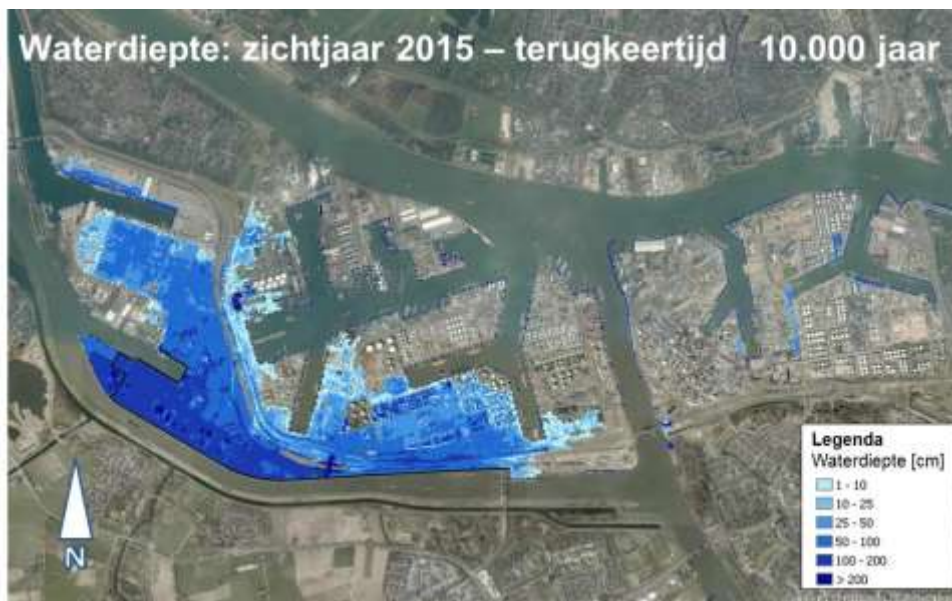 Waterdiepte: zichtjaar 2015 – terugkeertijd 10.000 jaar
N
Legenda
Waterdiepte [cm]
1 - 10
10 - 25
25 - 50
50 - 100
100 - 200
> 200